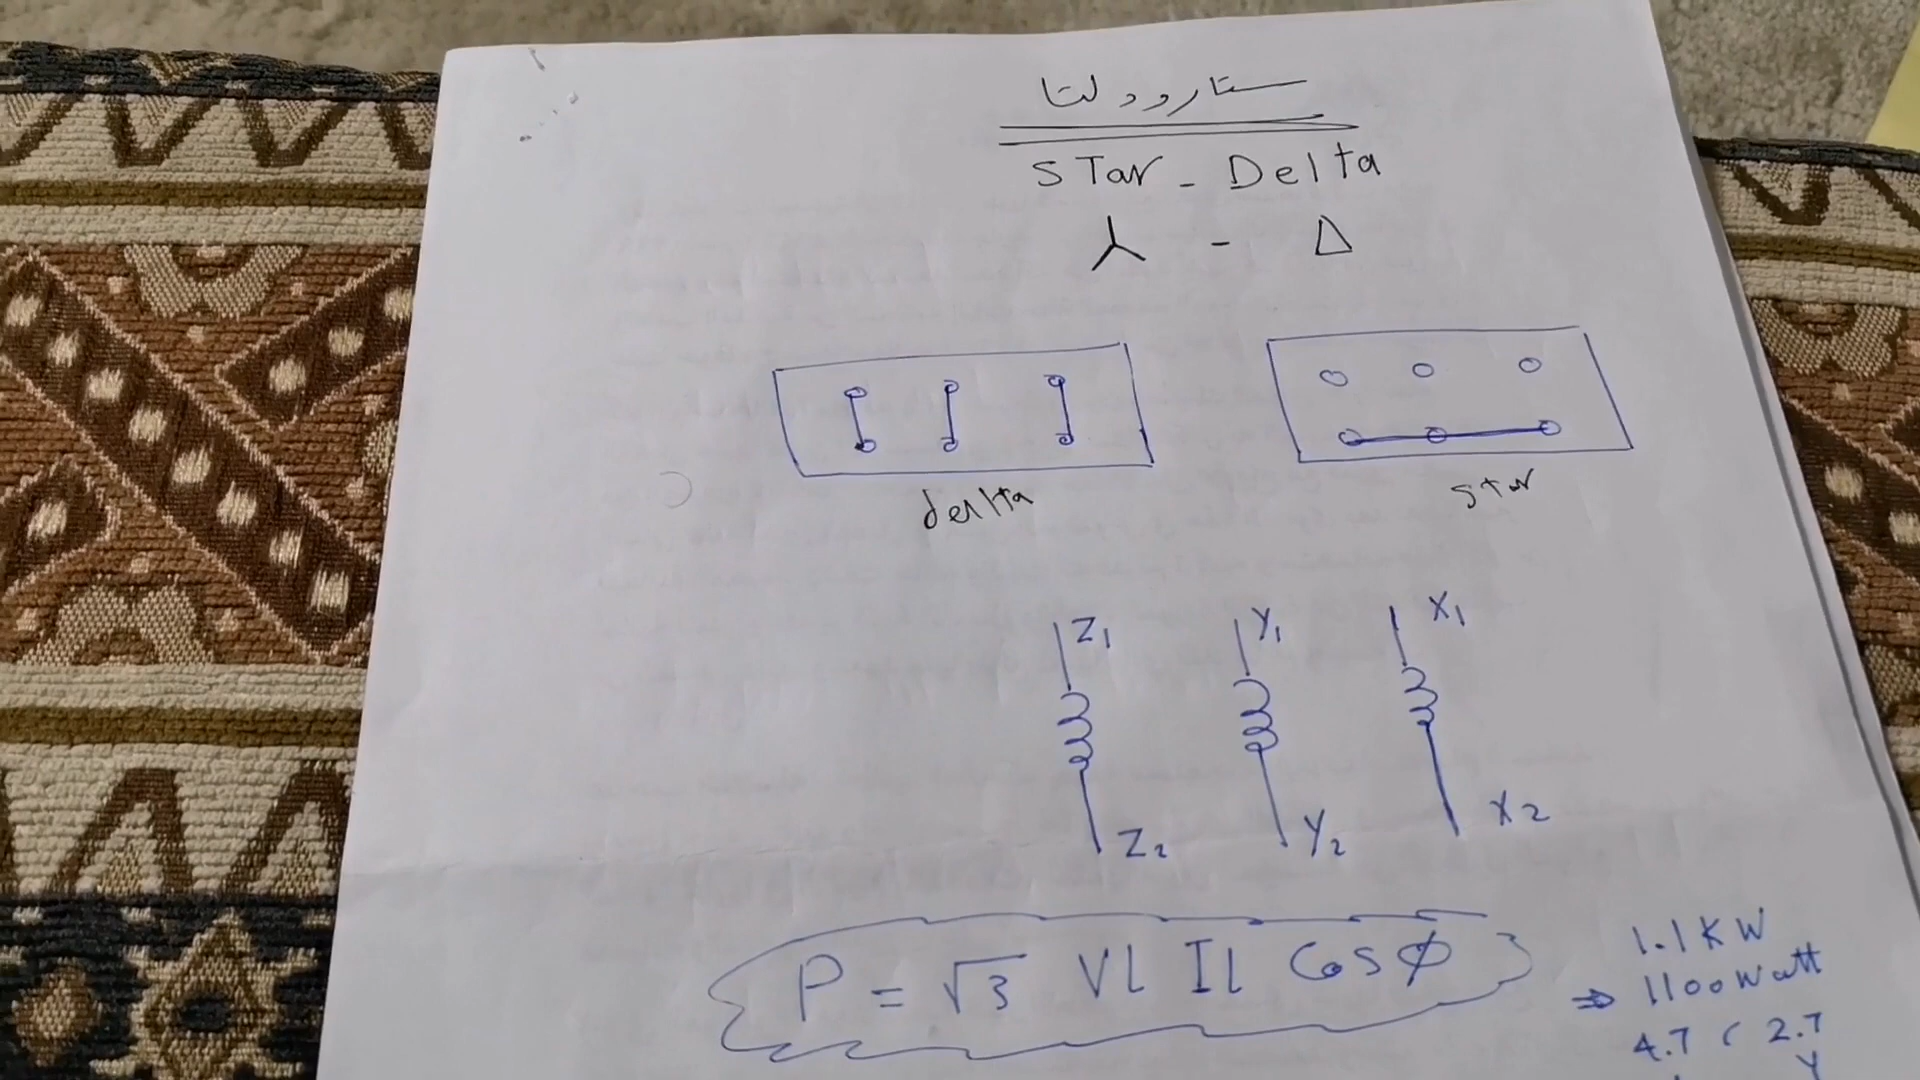 ستار و دلتا
STar - Delta
Y - Δ
delta
star
Z1 Y1 X1
Z2 Y2 X2
P = √3 VL IL Cosφ
1.1 KW
⇒ 1100 watt
4.7 ( 2.7
Y